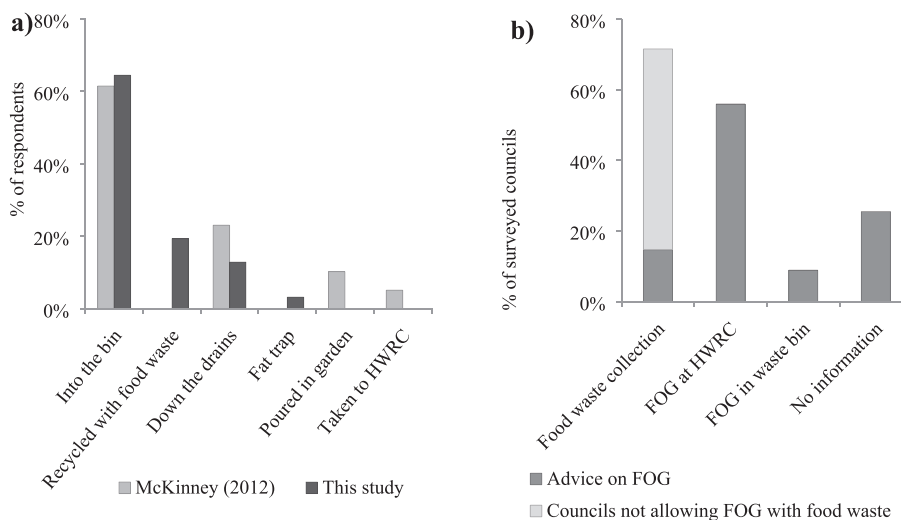 a)
80%
60%
40%
20%
0%
% of respondents
Into the bin
Recycled with food waste
Down the drains
Fat trap
Poured in garden
Taken to HWRC
McKinney (2012)
This study
b)
80%
60%
40%
20%
0%
% of surveyed councils
Food waste collection
FOG at HWRC
FOG in waste bin
No information
Advice on FOG
Councils not allowing FOG with food waste